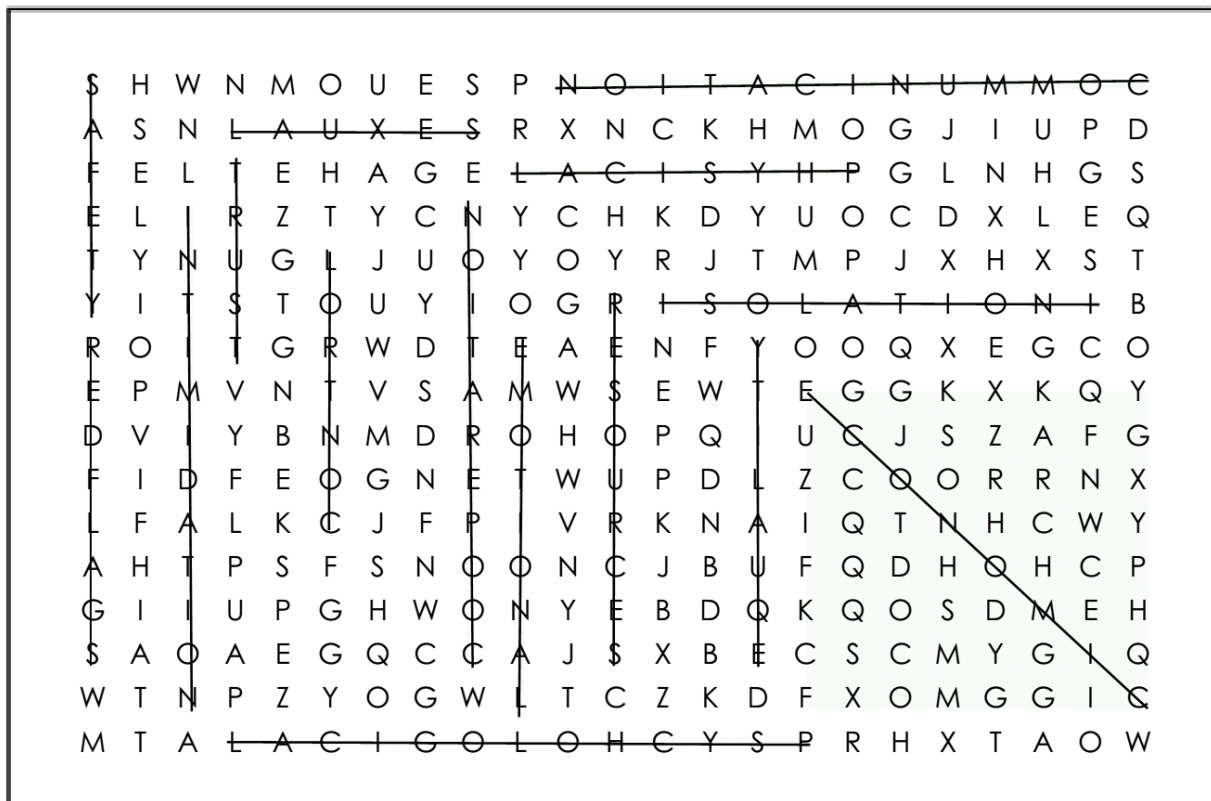 S H W N M O U E S P N O I T A C I N U M M O C
A S N L A U X E S R X N C K H M O G J I U P D
F E L T E H A G E L A C I S Y H P G L N H G S
E L I R Z T Y C N Y C H K D Y U O C D X L E Q
T Y N U G L J U O Y O Y R J T M P J X H X S T
Y I T S T O U Y I O G R I S O L A T I O N I B
R O I T G R W D T E A E N F Y O O Q X E G C O
E P M V N T V S A M W S E W T E G G K X K Q Y
D V I Y B N M D R O H O P Q I U C J S Z A F G
F I D F E O G N E T W U P D L Z C O O R R N X
L F A L K C J F P I V R K N A I Q T N H C W Y
A H T P S F S N O O N C J B U F Q D H O H C P
G I I U P G H W O N Y E B D Q K Q O S D M E H
S A O A E G Q C C A J S X B E C S C M Y G I Q
W T N P Z Y O G W L T C Z K D F X O M G G I C
M T A L A C I G O L O H C Y S P R H X T A O W